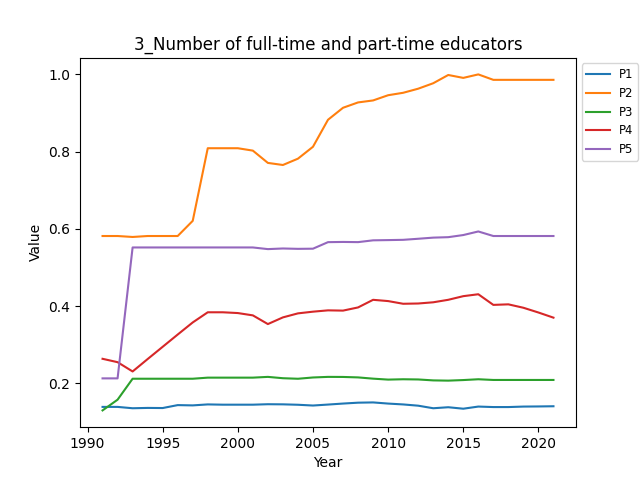 3_Number of full-time and part-time educators
P1
P2
P3
P4
P5
1.0
0.8
0.6
0.4
0.2
Value
1990 1995 2000 2005 2010 2015 2020
Year